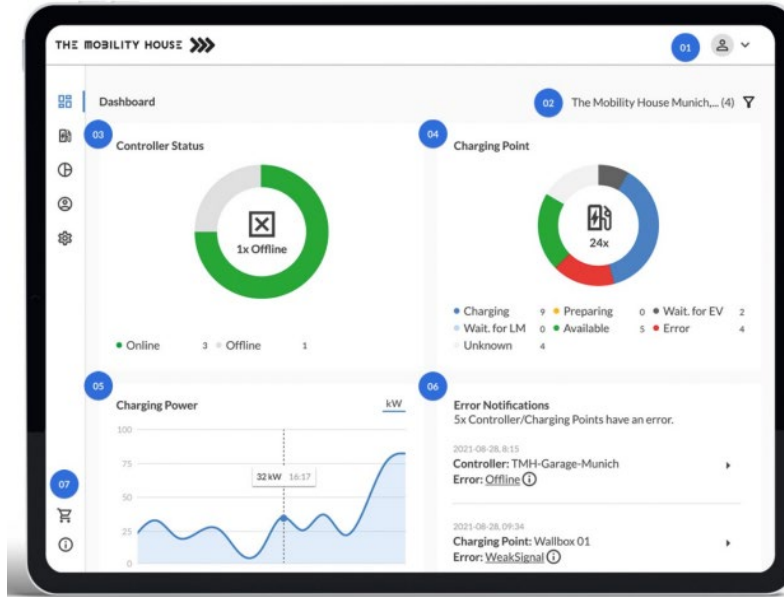 THE MOBILITY HOUSE
01
Dashboard
02
The Mobility House Munich,... (4)
03
Controller Status
1x Offline
Online 3 Offline 1
04
Charging Point
24x
Charging 9 Preparing 0 Wait. for EV 2
Wait. for LM 0 Available 5 Error 4
Unknown 4
05
Charging Power
kW
100
75
50
25
0
32 kW 16:17
06
Error Notifications
5x Controller/Charging Points have an error.
2021-08-28, 8:15
Controller: TMH-Garage-Munich
Error: Offline
2021-08-28, 09:34
Charging Point: Wallbox 01
Error: WeakSignal
07